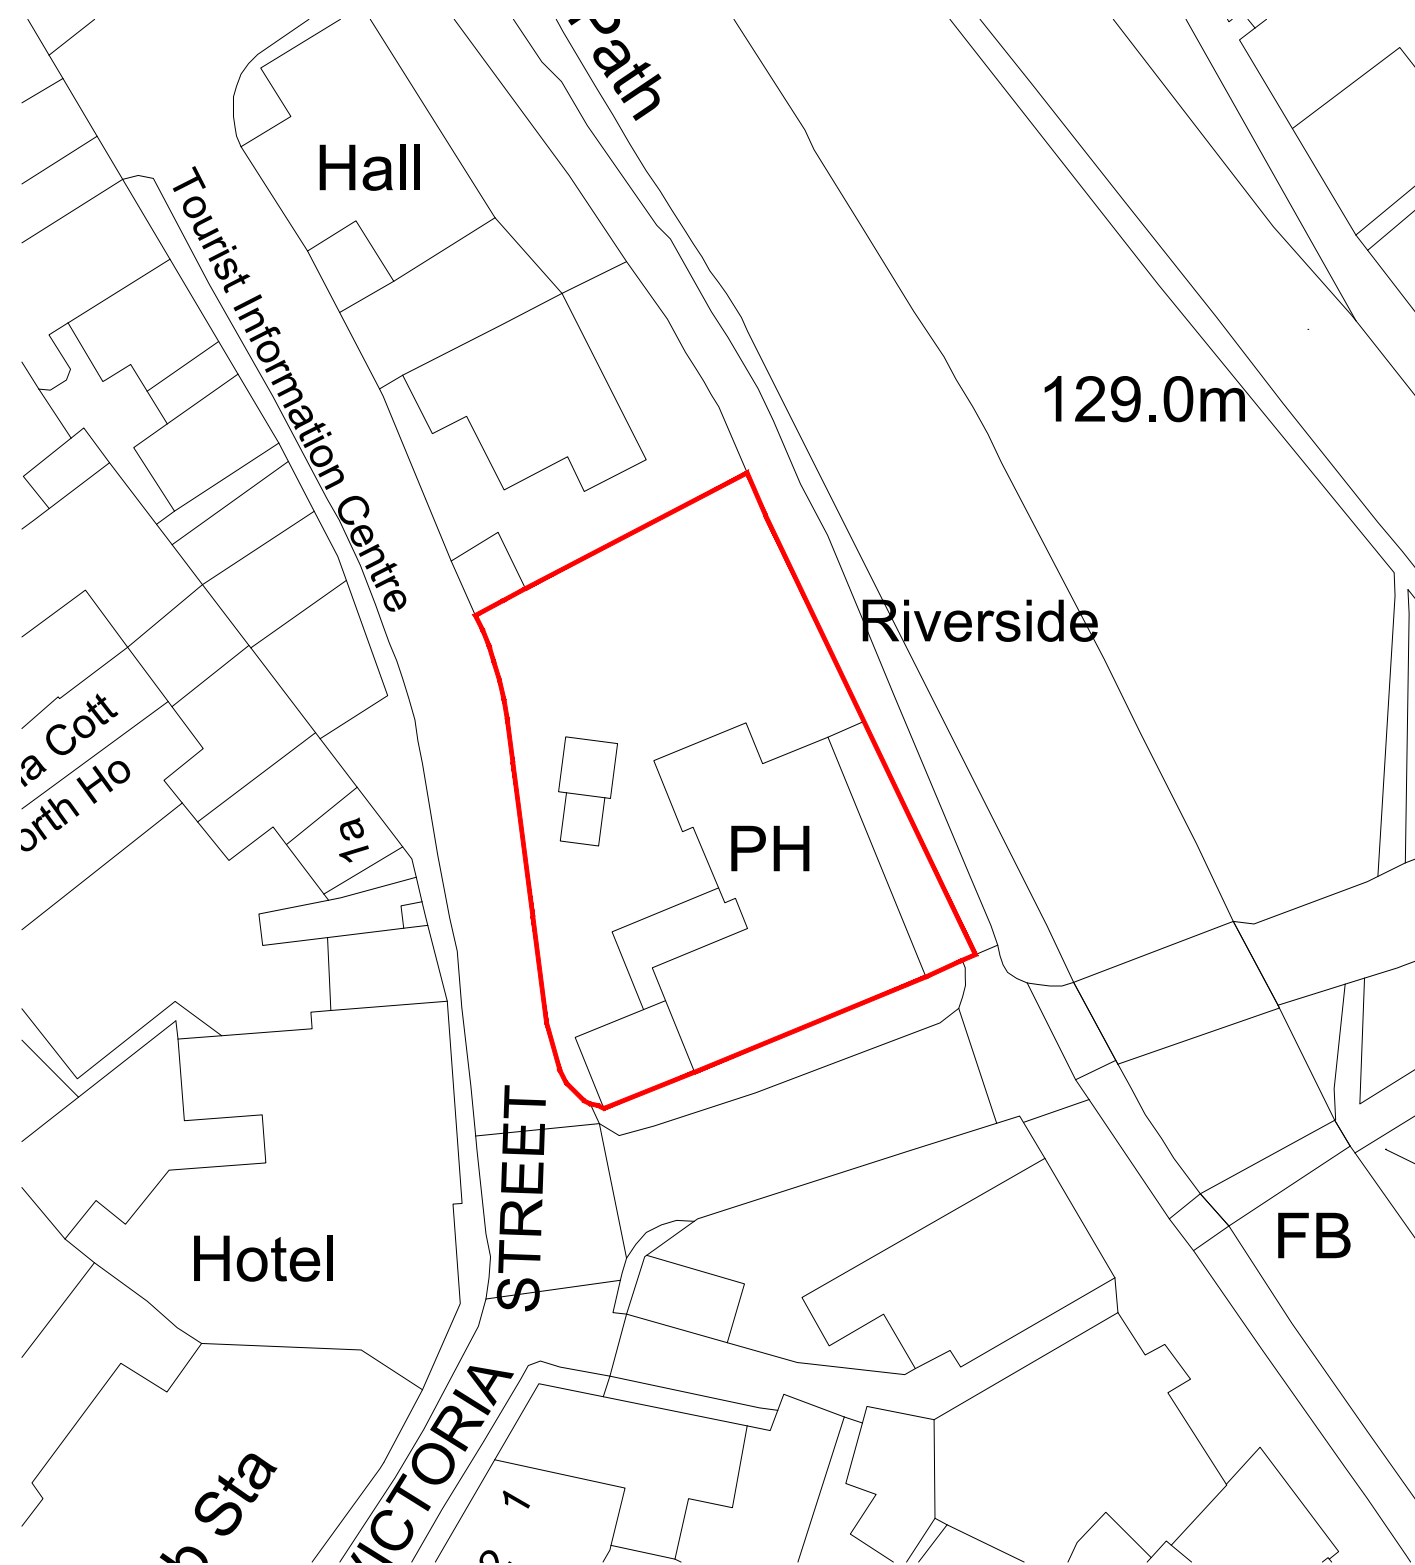 Path
Hall
Tourist Information Centre
129.0m
Riverside
Cott
Ho
1a
PH
STREET
Hotel
FB
VICTORIA
Sta
1